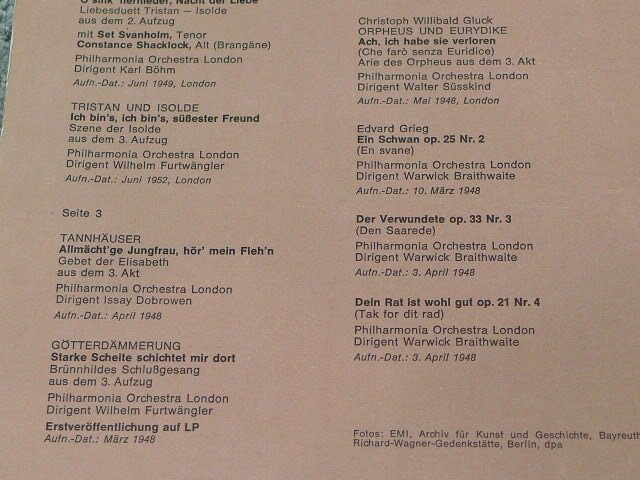 O sink' hernieder, Nacht der Liebe
Liebesduett Tristan — Isolde
aus dem 2. Aufzug
mit Set Svanholm, Tenor
Constance Shacklock, Alt (Brangäne)
Philharmonia Orchestra London
Dirigent Karl Böhm
Aufn.-Dat.: Juni 1949, London
TRISTAN UND ISOLDE
Ich bin's, ich bin's, süßester Freund
Szene der Isolde
aus dem 3. Aufzug
Philharmonia Orchestra London
Dirigent Wilhelm Furtwängler
Aufn.-Dat.: Juni 1952, London
Seite 3
TANNHÄUSER
Allmächt'ge Jungfrau, hör' mein Fleh'n
Gebet der Elisabeth
aus dem 3. Akt
Philharmonia Orchestra London
Dirigent Issay Dobrowen
Aufn.-Dat.: April 1948
GÖTTERDÄMMERUNG
Starke Scheite schichtet mir dort
Brünnhildes Schlußgesang
aus dem 3. Aufzug
Philharmonia Orchestra London
Dirigent Wilhelm Furtwängler
Erstveröffentlichung auf LP
Aufn.-Dat.: März 1948
Christoph Willibald Gluck
ORPHEUS UND EURYDIKE
Ach, ich habe sie verloren
(Che farò senza Euridice)
Arie des Orpheus aus dem 3. Akt
Philharmonia Orchestra London
Dirigent Walter Süsskind
Aufn.-Dat.: Mai 1948, London
Edvard Grieg
Ein Schwan op. 25 Nr. 2
(En svane)
Philharmonia Orchestra London
Dirigent Warwick Braithwaite
Aufn.-Dat.: 10. März 1948
Der Verwundete op. 33 Nr. 3
(Den Saarede)
Philharmonia Orchestra London
Dirigent Warwick Braithwaite
Aufn.-Dat.: 3. April 1948
Dein Rat ist wohl gut op. 21 Nr. 4
(Tak for dit rad)
Philharmonia Orchestra London
Dirigent Warwick Braithwaite
Aufn.-Dat.: 3. April 1948
Fotos: EMI, Archiv für Kunst und Geschichte, Bayreuth
Richard-Wagner-Gedenkstätte, Berlin, dpa